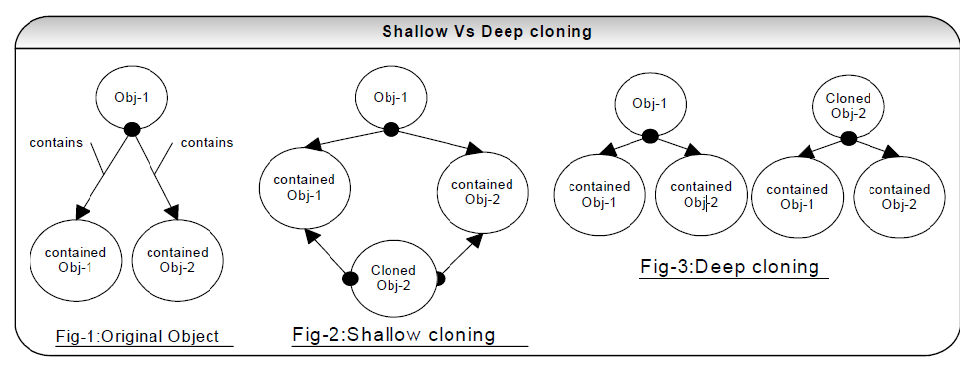 Shallow Vs Deep cloning
Obj-1
contains
contains
contained
Obj-1
contained
Obj-2
Fig-1:Original Object
Obj-1
contained
Obj-1
contained
Obj-2
Cloned
Obj-2
Fig-2:Shallow cloning
Obj-1
contained
Obj-1
contained
Obj-2
Cloned
Obj-2
contained
Obj-1
contained
Obj-2
Fig-3:Deep cloning